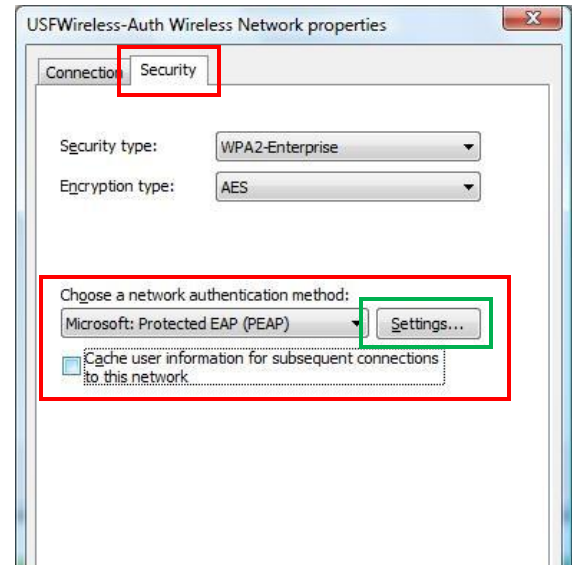 USFWireless-Auth Wireless Network properties
Connection
Security
Security type:
WPA2-Enterprise
Encryption type:
AES
Choose a network authentication method:
Microsoft: Protected EAP (PEAP)
Settings...
Cache user information for subsequent connections
to this network